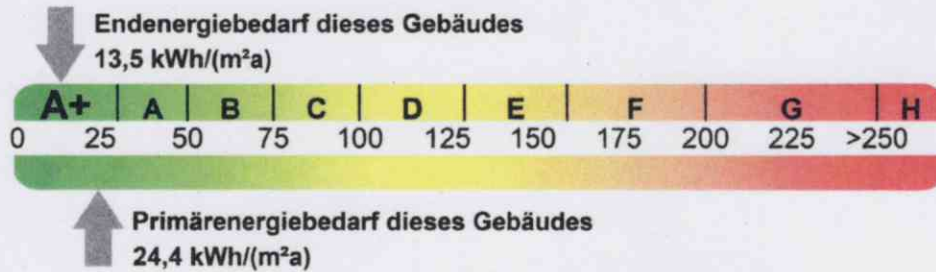 Endenergiebedarf dieses Gebäudes
13,5 kWh/(m²a)
A+ A B C D E F G H
0 25 50 75 100 125 150 175 200 225 >250
Primärenergiebedarf dieses Gebäudes
24,4 kWh/(m²a)